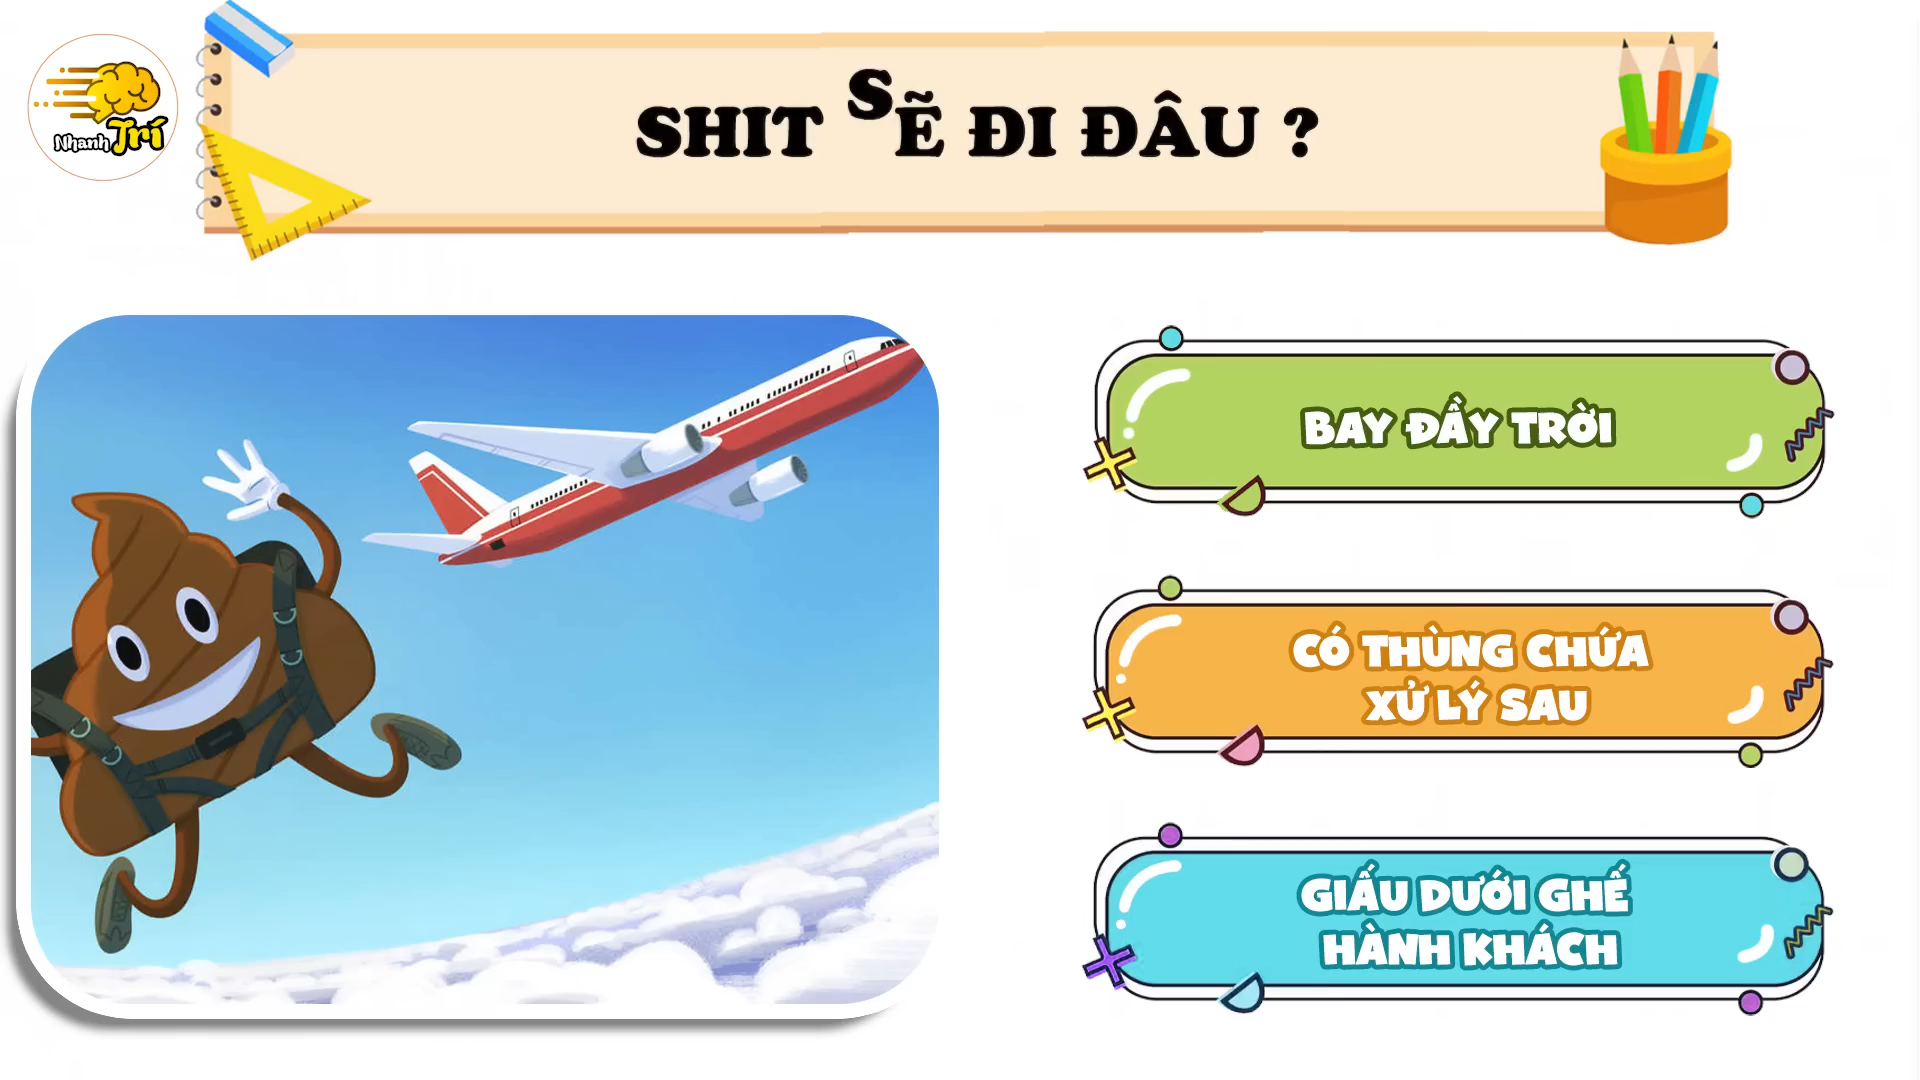 Nhanh Trí
SHIT SẼ ĐI ĐÂU ?
BAY ĐẦY TRỜI
CÓ THÙNG CHỨA
XỬ LÝ SAU
GIẤU DƯỚI GHẾ
HÀNH KHÁCH